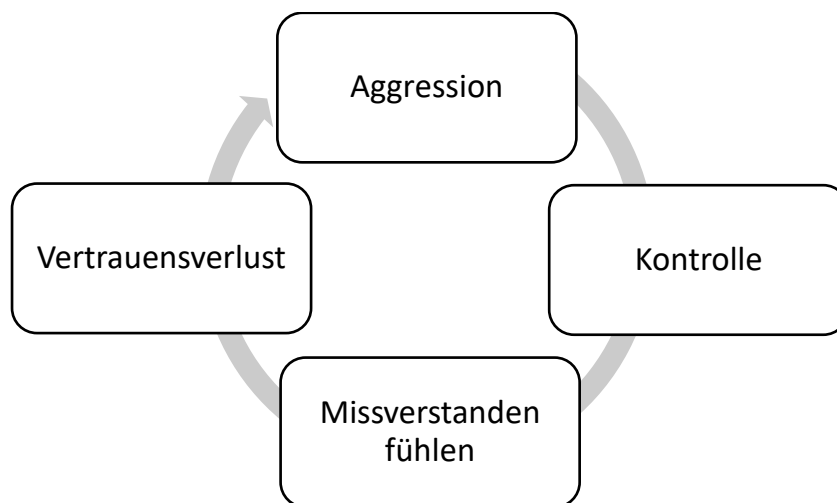 Aggression
Kontrolle
Missverstanden
fühlen
Vertrauensverlust